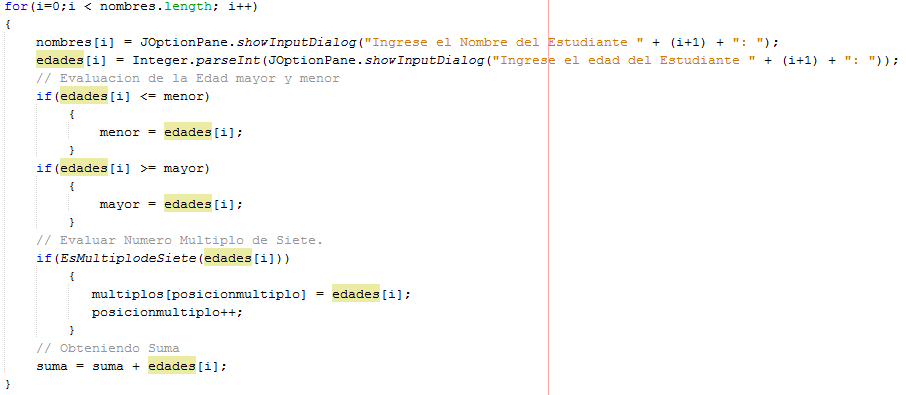 for(i=0;i < nombres.length; i++)
{
nombres[i] = JOptionPane.showInputDialog("Ingrese el Nombre del Estudiante " + (i+1) + ": ");
edades[i] = Integer.parseInt(JOptionPane.showInputDialog("Ingrese el edad del Estudiante " + (i+1) + ": "));
// Evaluacion de la Edad mayor y menor
if(edades[i] <= menor)
{
menor = edades[i];
}
if(edades[i] >= mayor)
{
mayor = edades[i];
}
// Evaluar Numero Multiplo de Siete.
if(EsMultiplodeSiete(edades[i]))
{
multiplos[posicionmultiplo] = edades[i];
posicionmultiplo++;
}
// Obteniendo Suma
suma = suma + edades[i];
}